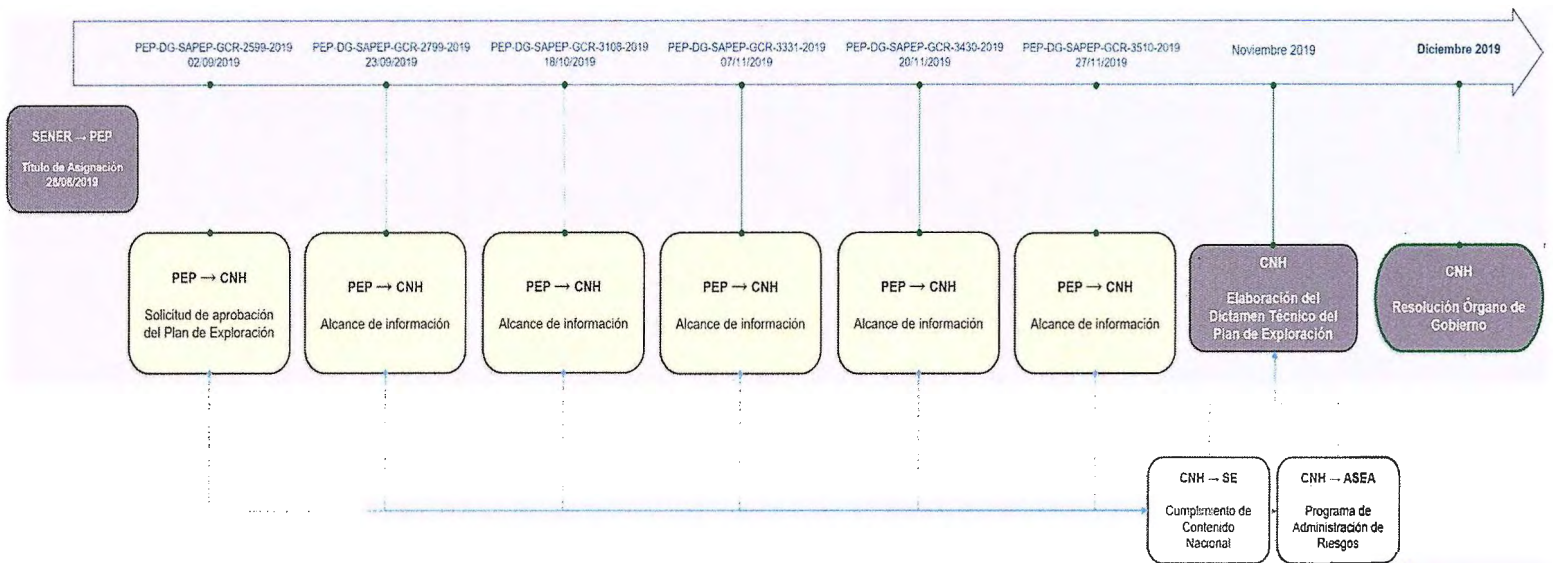 PEP-DG-SAPEP-GCR-2599-2019
02/09/2019
PEP-DG-SAPEP-GCR-2799-2019
23/09/2019
PEP-DG-SAPEP-GCR-3108-2019
18/10/2019
PEP-DG-SAPEP-GCR-3331-2019
07/11/2019
PEP-DG-SAPEP-GCR-3430-2019
20/11/2019
PEP-DG-SAPEP-GCR-3510-2019
27/11/2019
Noviembre 2019
Diciembre 2019
SENER → PEP
Título de Asignación
28/08/2019
PEP → CNH
Solicitud de aprobación
del Plan de Exploración
PEP → CNH
Alcance de información
PEP → CNH
Alcance de información
PEP → CNH
Alcance de información
PEP → CNH
Alcance de información
PEP → CNH
Alcance de información
CNH
Elaboración del
Dictamen Técnico del
Plan de Exploración
CNH
Resolución Órgano de
Gobierno
CNH → SE
Cumplimiento de
Contenido
Nacional
CNH → ASEA
Programa de
Administración de
Riesgos